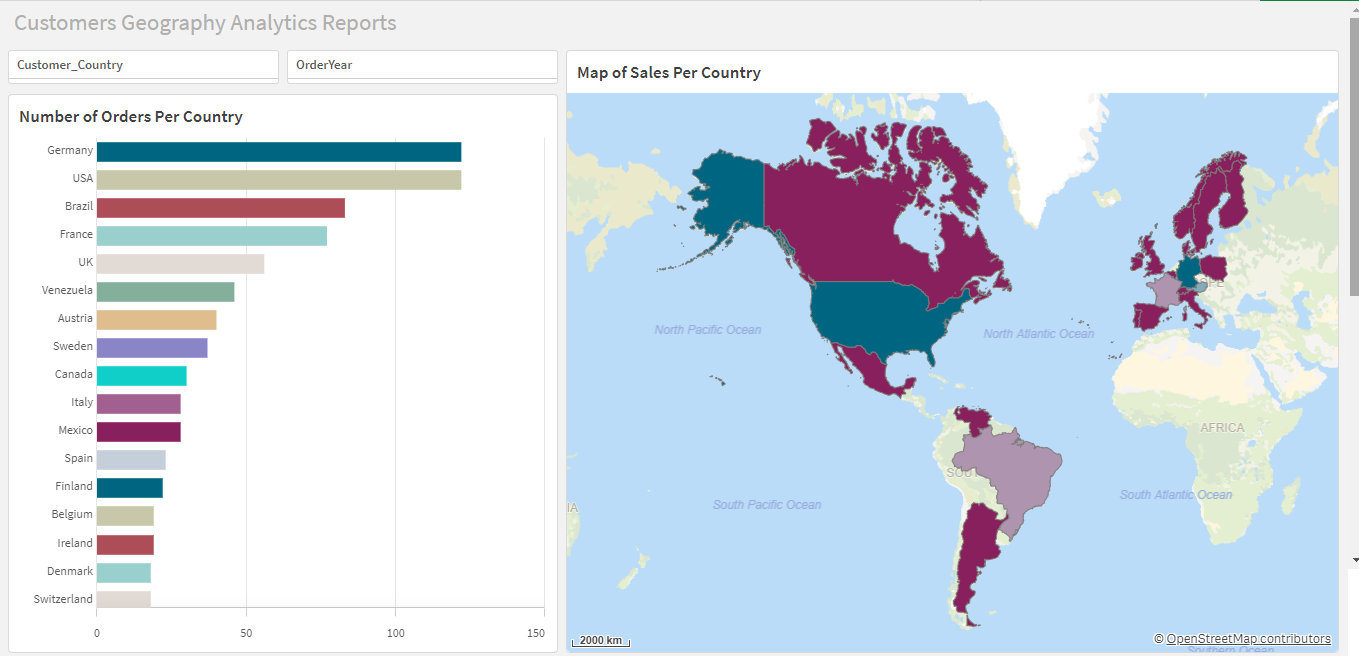 Customers Geography Analytics Reports
Customer_Country
OrderYear
Number of Orders Per Country
Germany
USA
Brazil
France
UK
Venezuela
Austria
Sweden
Canada
Italy
Mexico
Spain
Finland
Belgium
Ireland
Denmark
Switzerland
0 50 100 150
Map of Sales Per Country
North Pacific Ocean
North Atlantic Ocean
AFRICA
South Pacific Ocean
South Atlantic Ocean
2000 km
© OpenStreetMap contributors
Southern Ocean